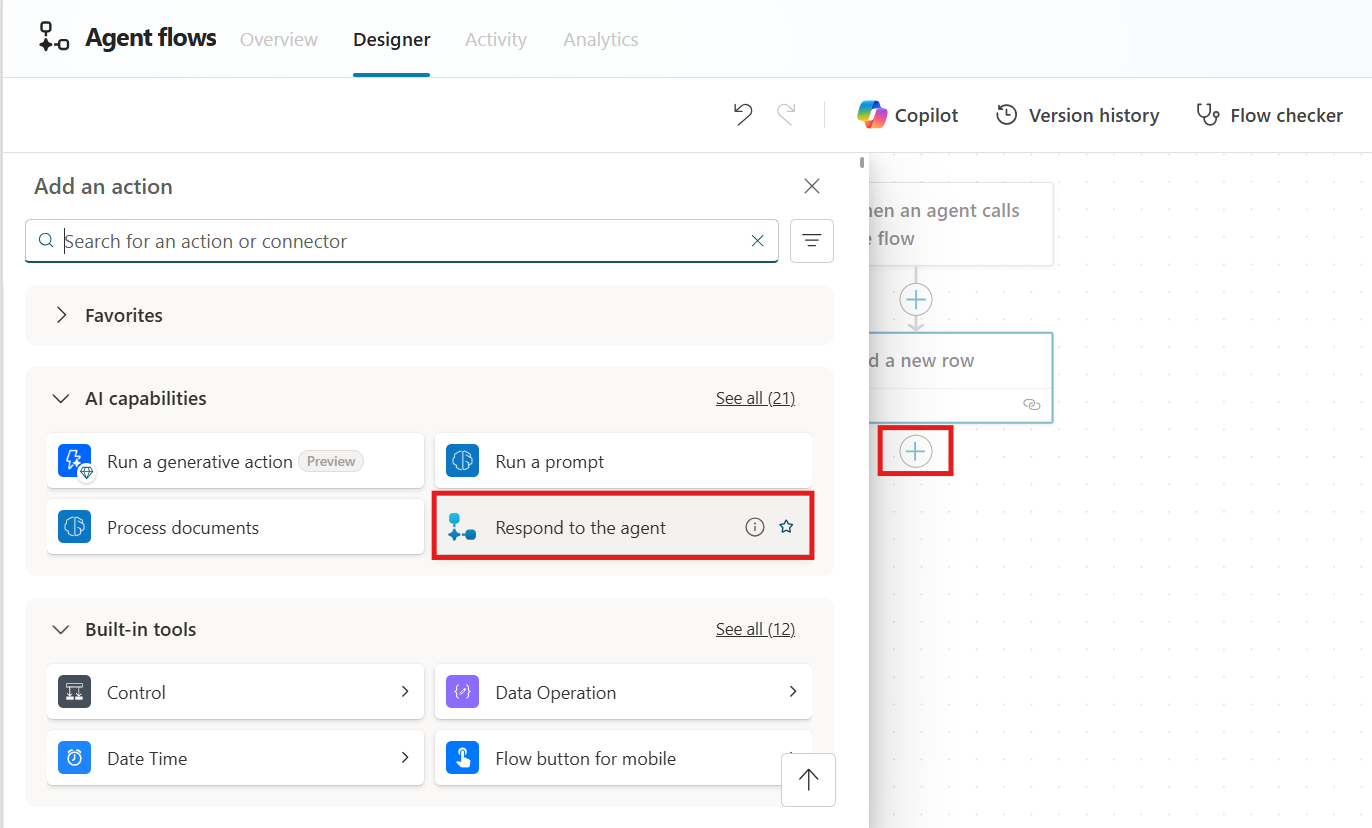 Agent flows Overview Designer Activity Analytics
Copilot Version history Flow checker
Add an action
Search for an action or connector
Favorites
AI capabilities See all (21)
Run a generative action Preview Run a prompt
Process documents Respond to the agent
Built-in tools See all (12)
Control Data Operation
Date Time Flow button for mobile
en an agent calls
flow
d a new row